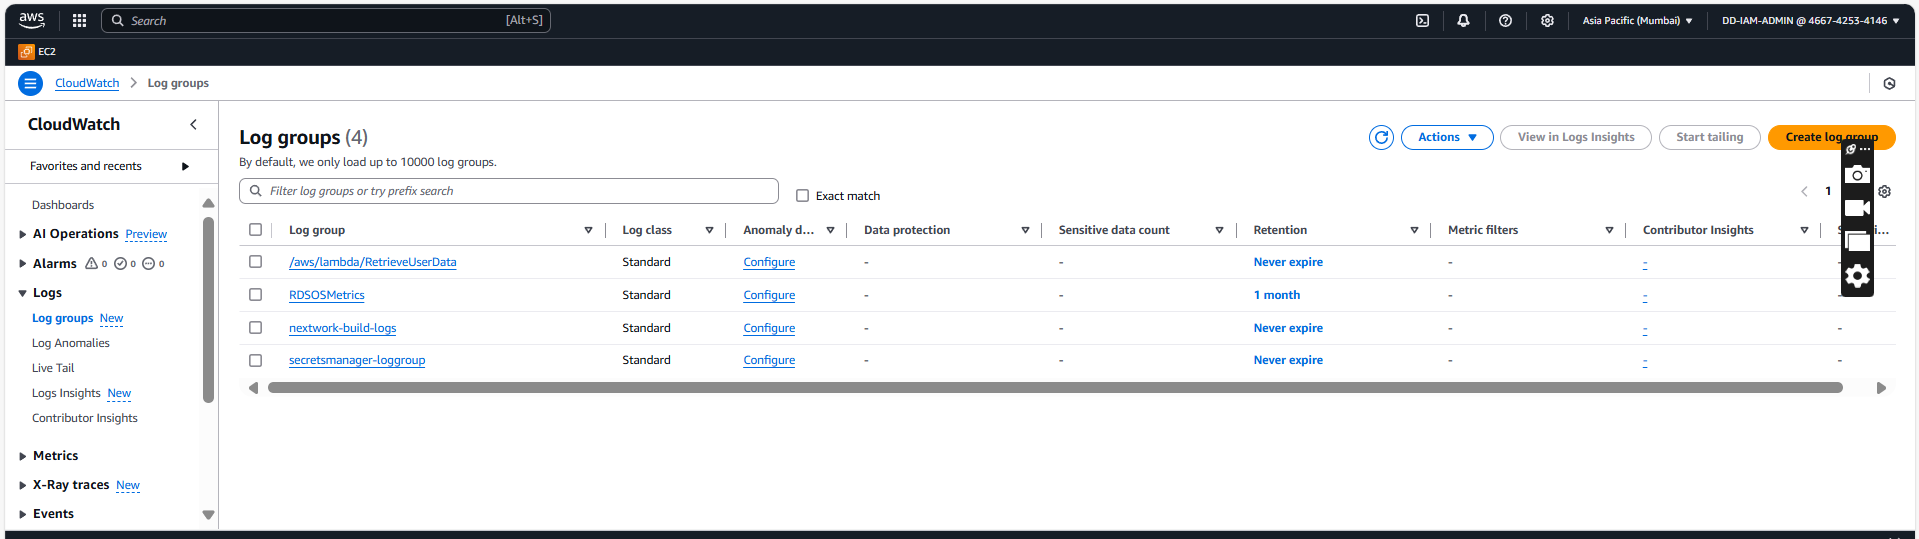 aws Search [Alt+S] Asia Pacific (Mumbai) DD-IAM-ADMIN @ 4667-4253-4146
EC2
CloudWatch Log groups
CloudWatch
Favorites and recents
Dashboards
AI Operations Preview
Alarms 0 0 0
Logs
Log groups New
Log Anomalies
Live Tail
Logs Insights New
Contributor Insights
Metrics
X-Ray traces New
Events
Log groups (4)
Actions View in Logs Insights Start tailing Create log group
By default, we only load up to 10000 log groups.
Filter log groups or try prefix search Exact match 1
Log group Log class Anomaly d... Data protection Sensitive data count Retention Metric filters Contributor Insights
/aws/lambda/RetrieveUserData Standard Configure - - Never expire - - -
RDSOSMetrics Standard Configure - - 1 month - - -
nextwork-build-logs Standard Configure - - Never expire - - -
secretsmanager-loggroup Standard Configure - - Never expire - - -